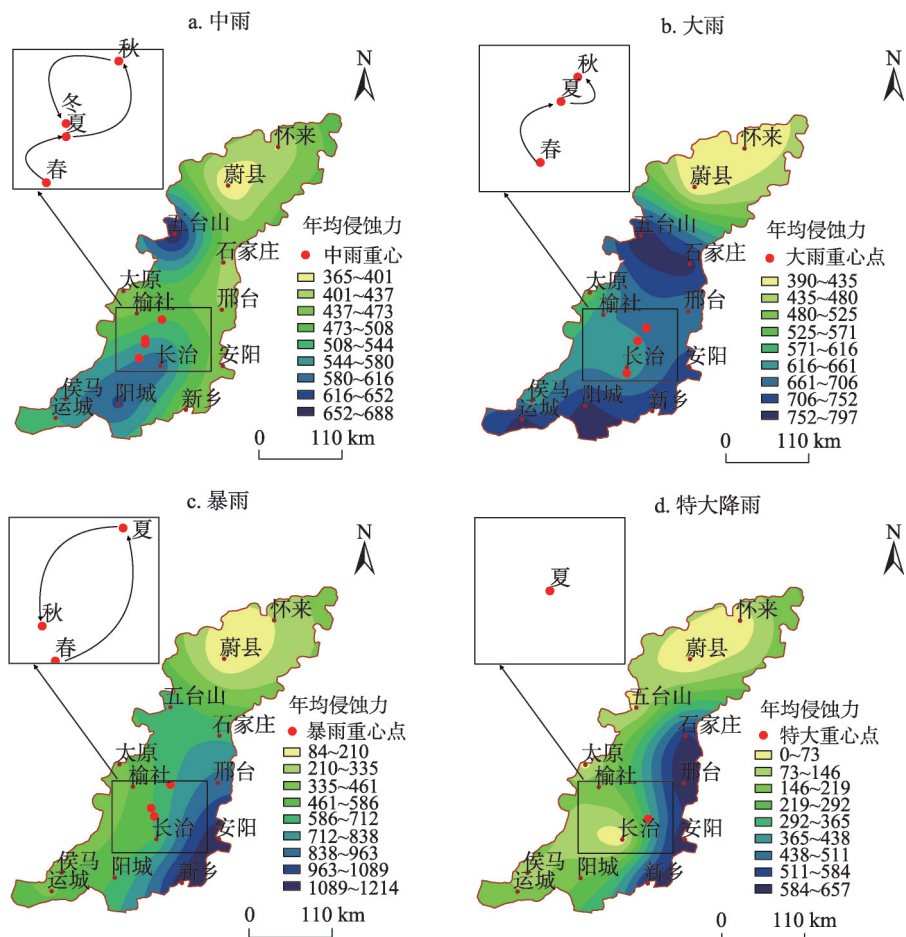 a. 中雨
N
秋
冬
夏
春
怀来
蔚县
五台山
石家庄
太原
榆社
邢台
长治
安阳
侯马
运城
阳城
新乡
年均侵蚀力
中雨重心
365~401
401~437
437~473
473~508
508~544
544~580
580~616
616~652
652~688
0 110 km
b. 大雨
N
秋
夏
春
怀来
蔚县
五台山
石家庄
太原
榆社
邢台
长治
安阳
侯马
运城
阳城
新乡
年均侵蚀力
大雨重心点
390~435
435~480
480~525
525~571
571~616
616~661
661~706
706~752
752~797
0 110 km
c. 暴雨
N
夏
秋
春
怀来
蔚县
五台山
石家庄
太原
榆社
邢台
长治
安阳
侯马
运城
阳城
新乡
年均侵蚀力
暴雨重心点
84~210
210~335
335~461
461~586
586~712
712~838
838~963
963~1089
1089~1214
0 110 km
d. 特大降雨
N
夏
怀来
蔚县
五台山
石家庄
太原
榆社
邢台
长治
安阳
侯马
运城
阳城
新乡
年均侵蚀力
特大重心点
0~73
73~146
146~219
219~292
292~365
365~438
438~511
511~584
584~657
0 110 km